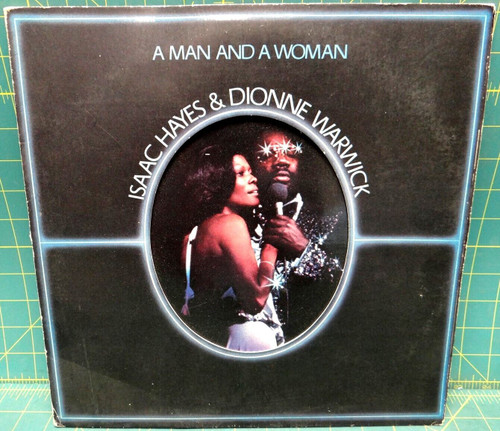 A MAN AND A WOMAN
ISAAC HAYES & DIONNE WARWICK